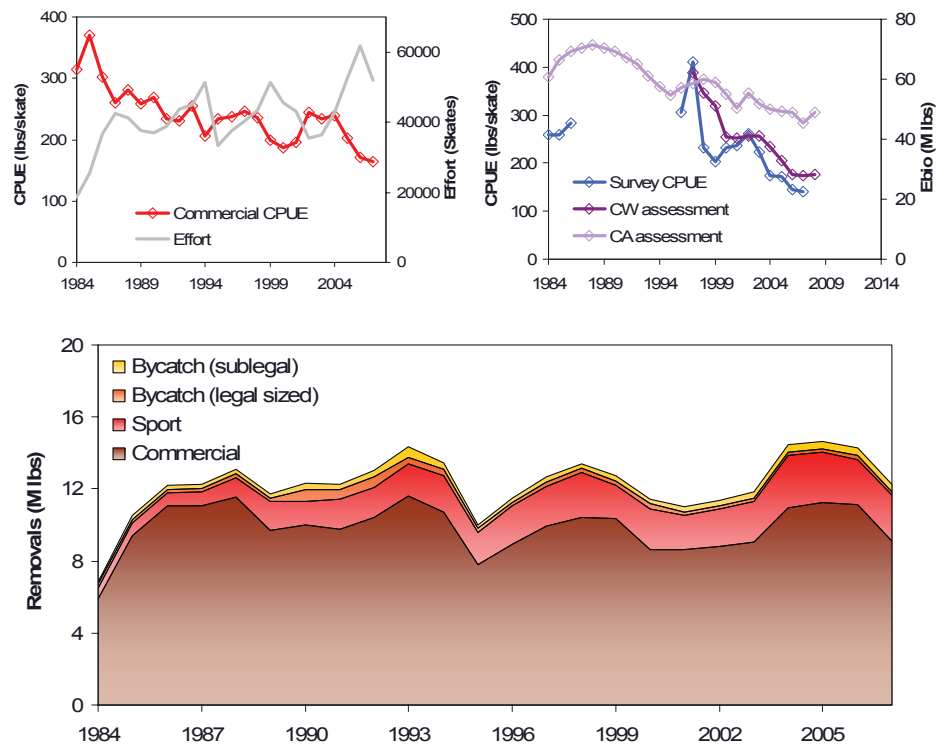 400
300
200
100
0
CPUE (lbs/skate)
60000
40000
20000
0
Effort (Skates)
Commercial CPUE
Effort
1984 1989 1994 1999 2004
500
400
300
200
100
0
CPUE (lbs/skate)
80
60
40
20
0
Ebio (M lbs)
Survey CPUE
CW assessment
CA assessment
1984 1989 1994 1999 2004 2009 2014
20
16
12
8
4
0
Removals (M lbs)
Bycatch (sublegal)
Bycatch (legal sized)
Sport
Commercial
1984 1987 1990 1993 1996 1999 2002 2005